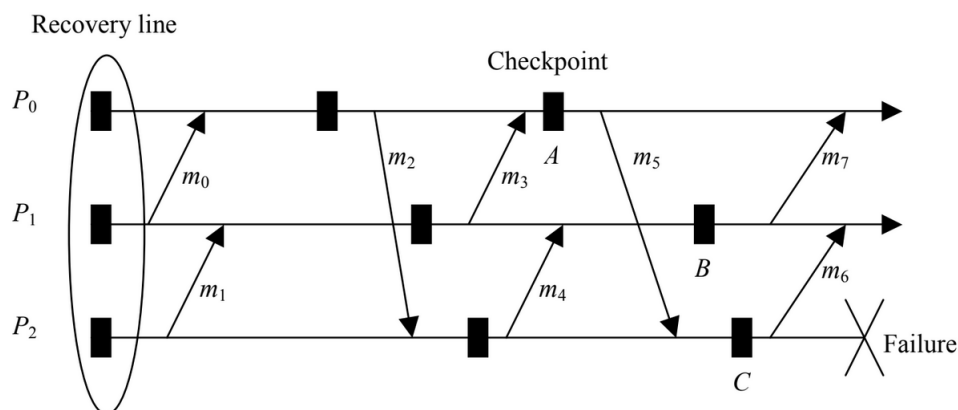 Recovery line
Checkpoint
P0
m0
m2
m3
A
m5
m7
P1
m1
m4
B
m6
P2
C
Failure